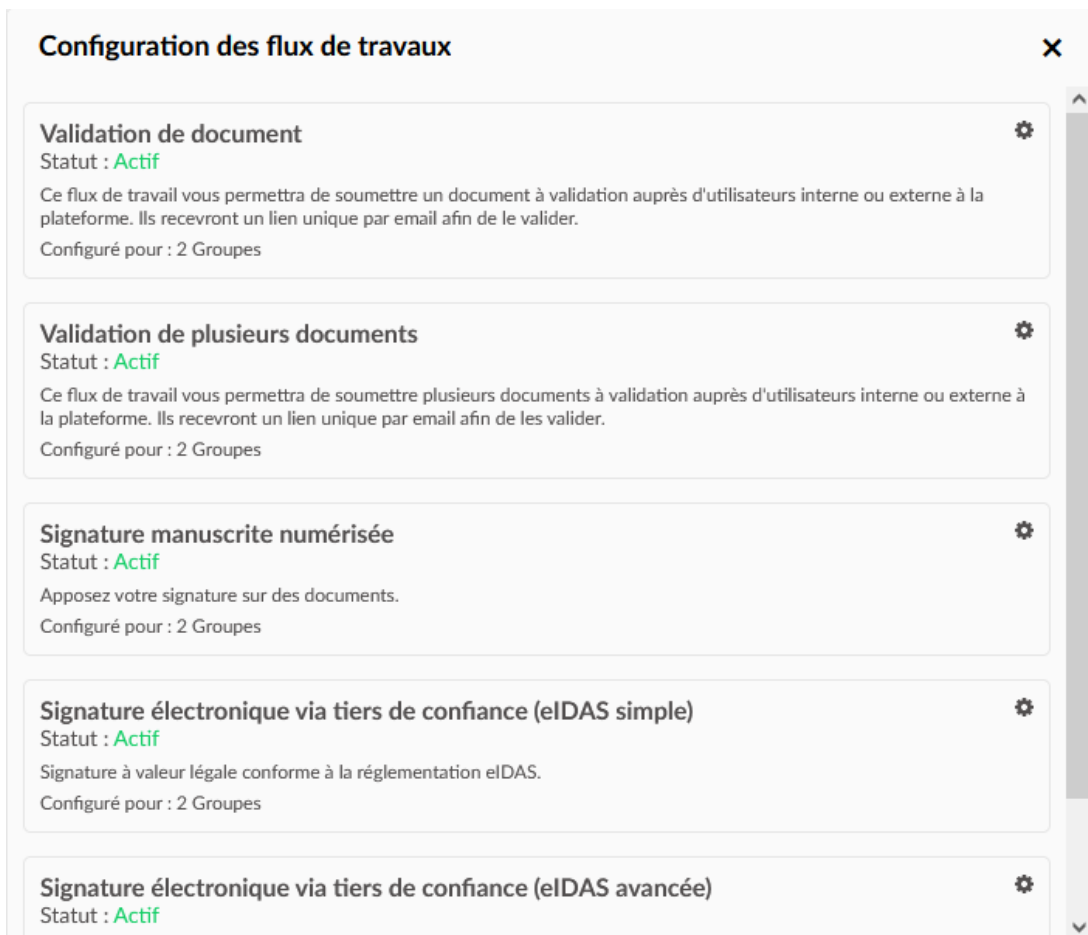 Configuration des flux de travaux
Validation de document
Statut : Actif
Ce flux de travail vous permettra de soumettre un document à validation auprès d'utilisateurs interne ou externe à la
plateforme. Ils recevront un lien unique par email afin de le valider.
Configuré pour : 2 Groupes
Validation de plusieurs documents
Statut : Actif
Ce flux de travail vous permettra de soumettre plusieurs documents à validation auprès d'utilisateurs interne ou externe à
la plateforme. Ils recevront un lien unique par email afin de les valider.
Configuré pour : 2 Groupes
Signature manuscrite numérisée
Statut : Actif
Apposez votre signature sur des documents.
Configuré pour : 2 Groupes
Signature électronique via tiers de confiance (eIDAS simple)
Statut : Actif
Signature à valeur légale conforme à la réglementation eIDAS.
Configuré pour : 2 Groupes
Signature électronique via tiers de confiance (eIDAS avancée)
Statut : Actif